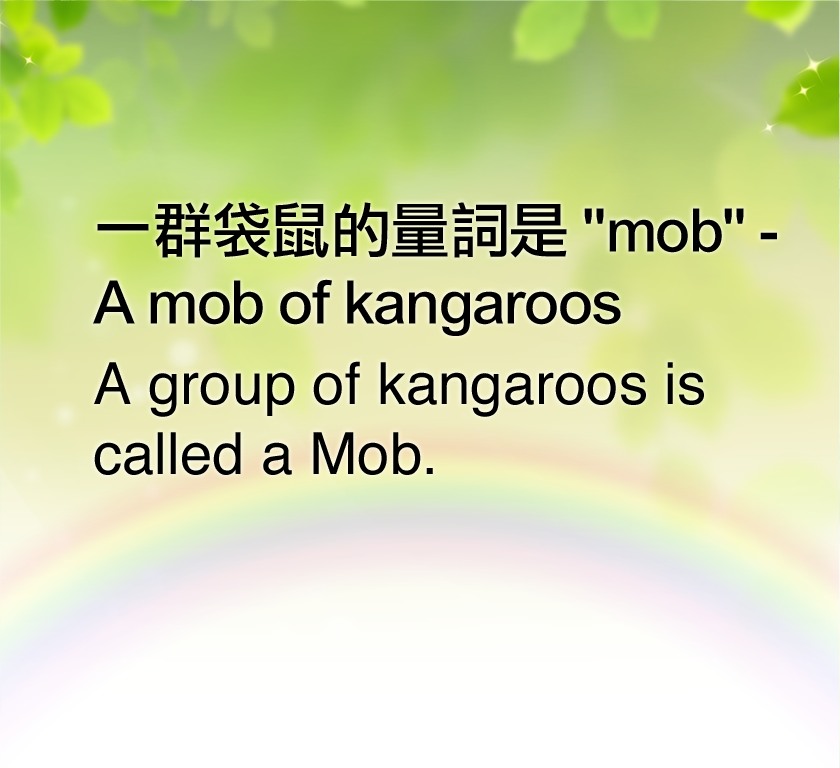 一群袋鼠的量詞是 "mob" -
A mob of kangaroos
A group of kangaroos is
called a Mob.